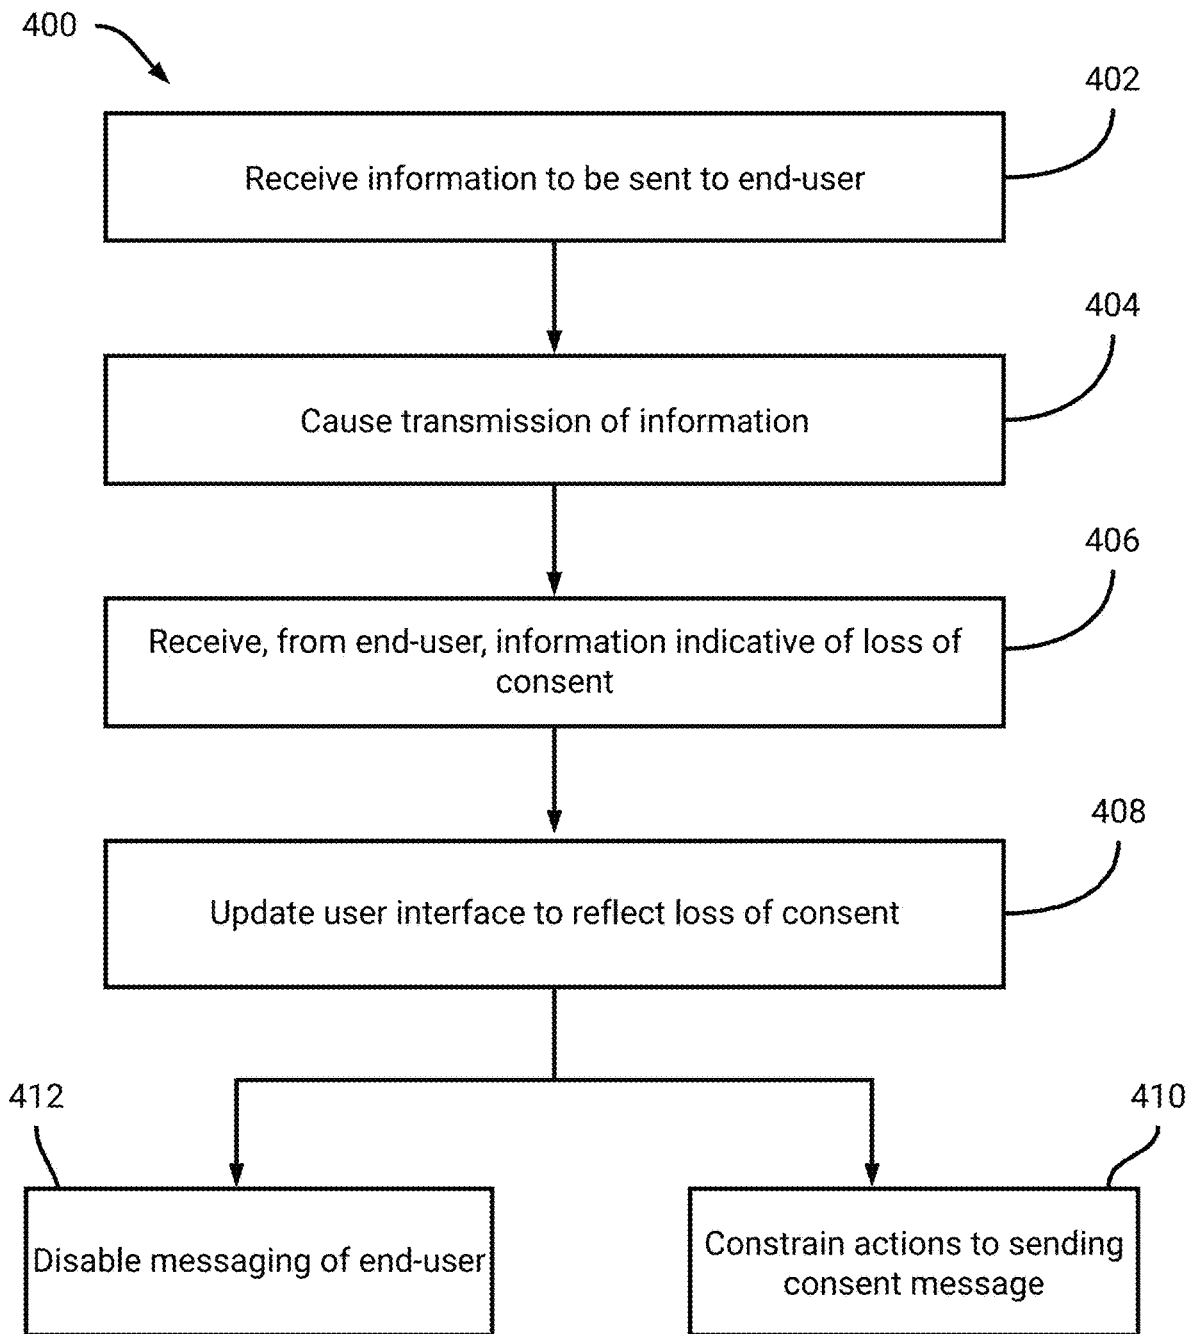 400
402
Receive information to be sent to end-user
404
Cause transmission of information
406
Receive, from end-user, information indicative of loss of
consent
408
Update user interface to reflect loss of consent
412
410
Disable messaging of end-user
Constrain actions to sending
consent message